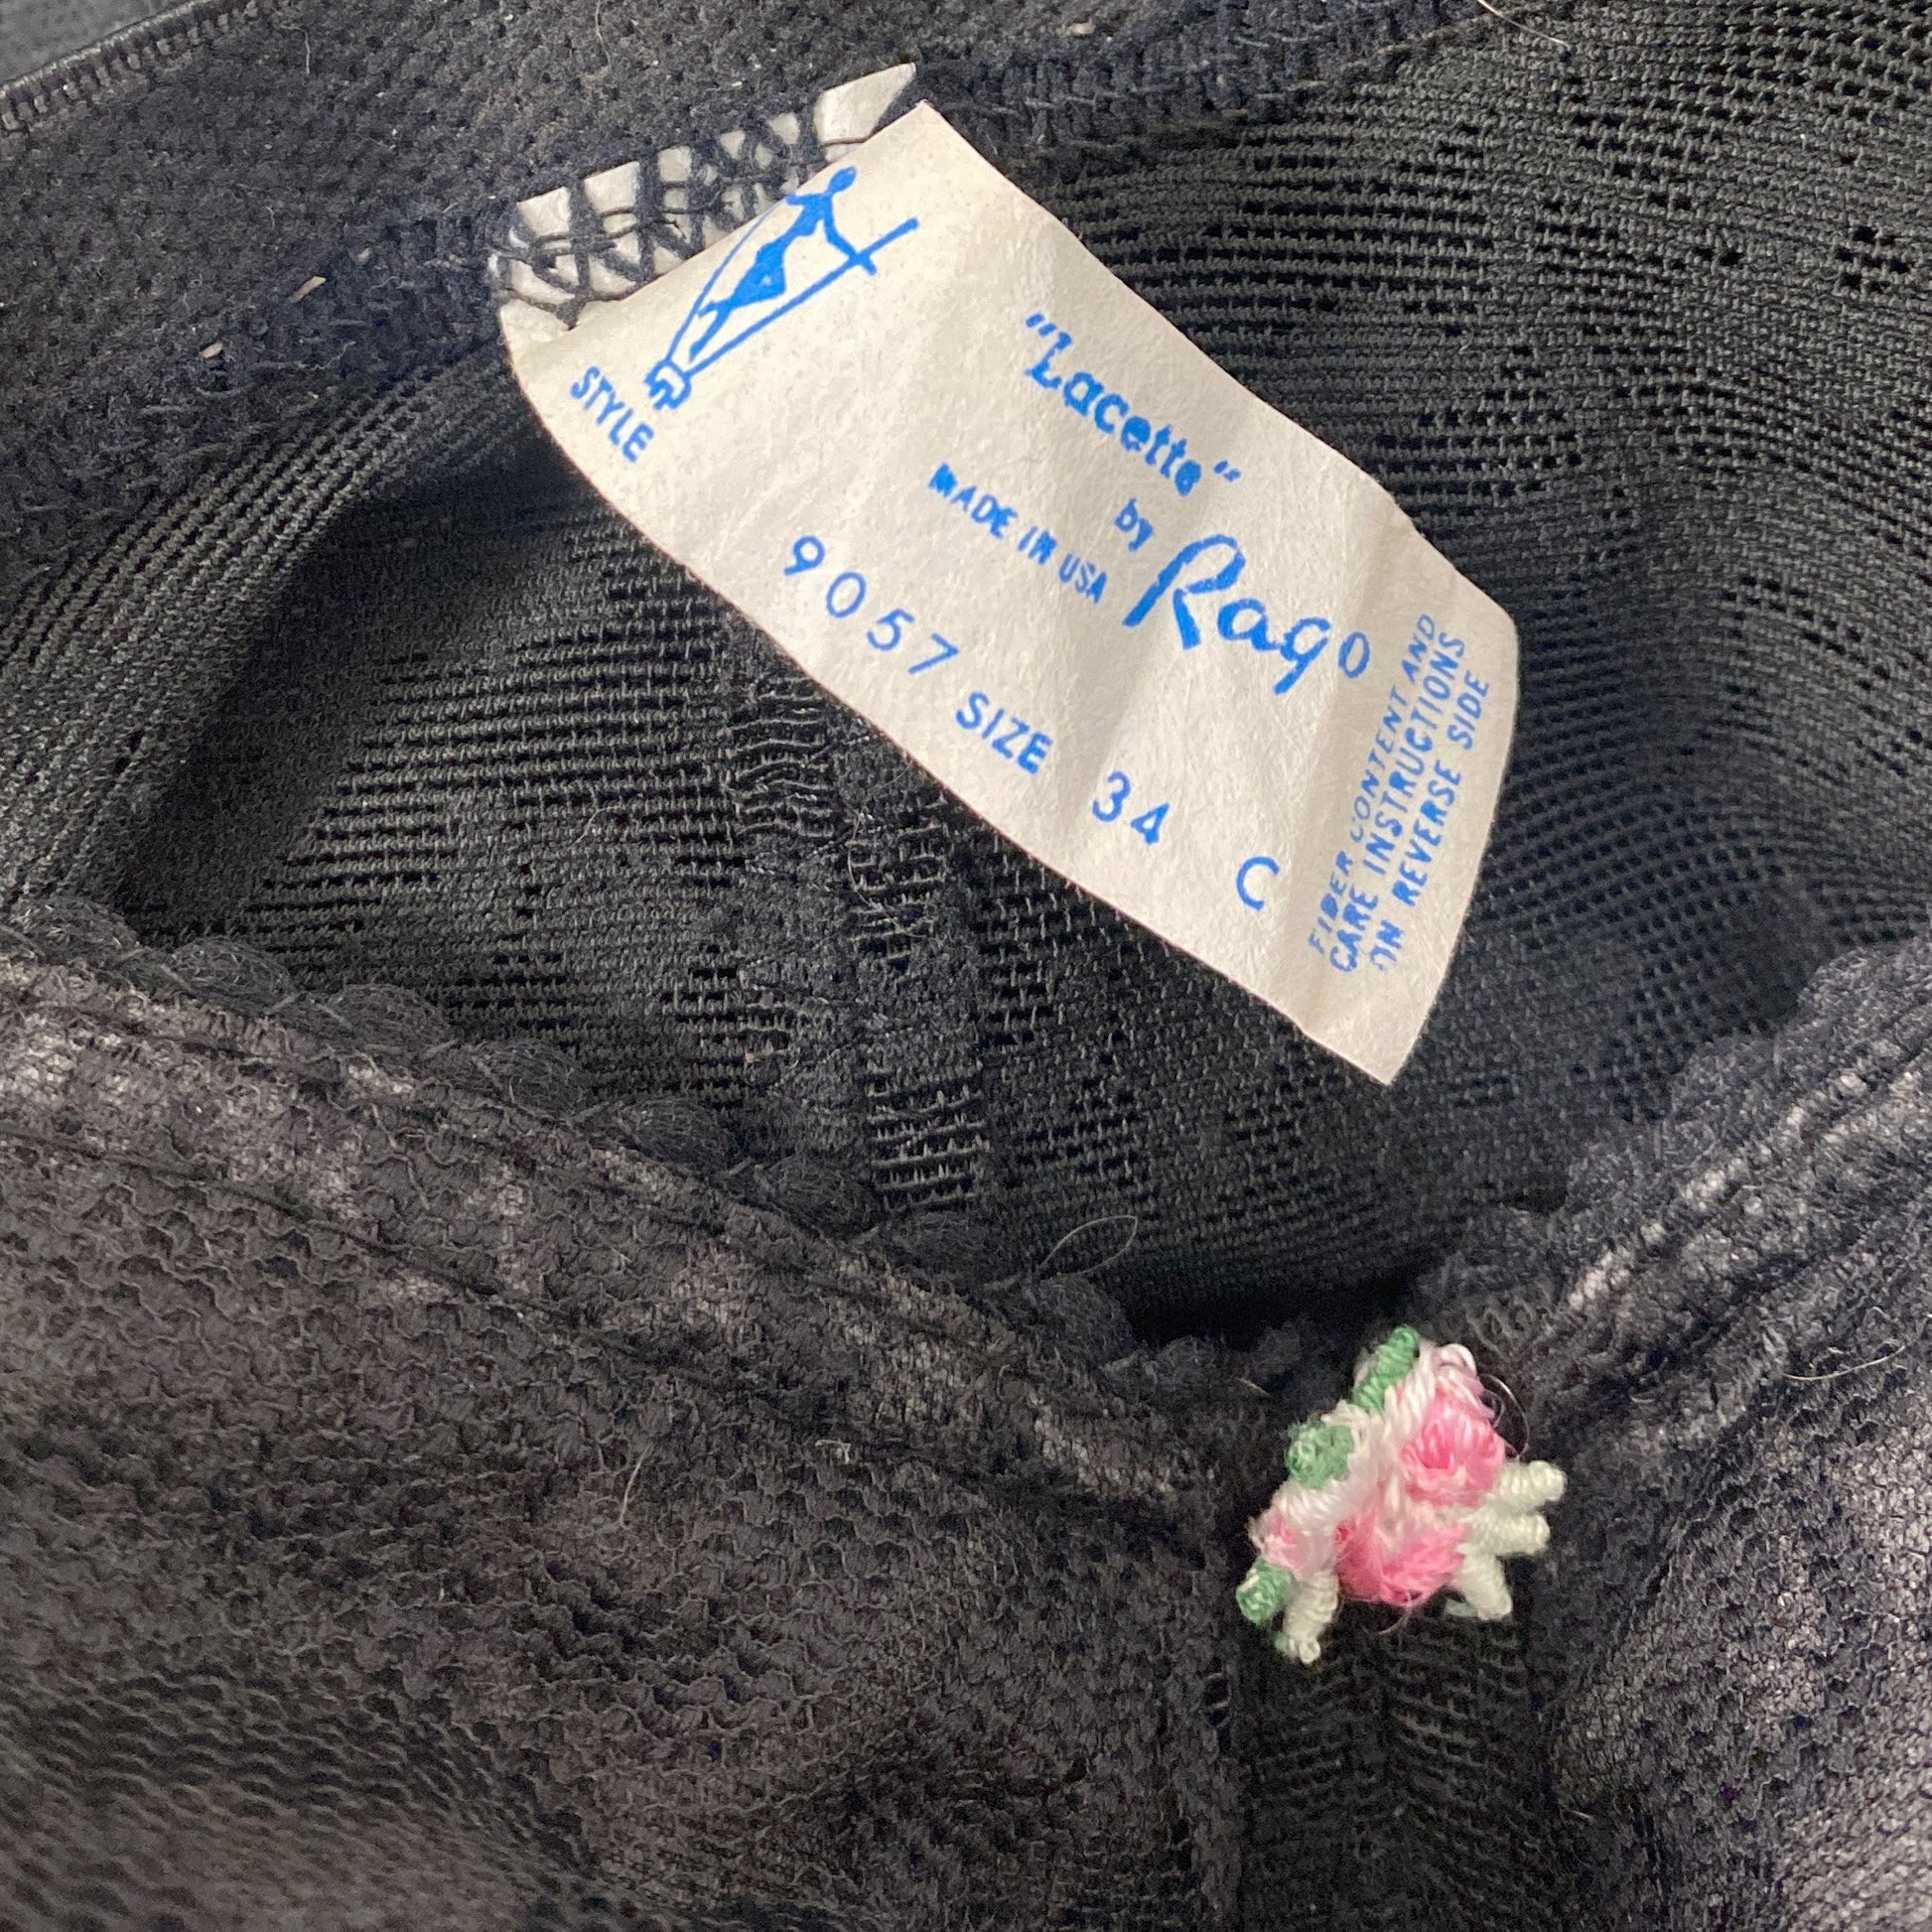 "Lacette"
by
Rago
MADE IN USA
STYLE 9057 SIZE 34 C
FIBER CONTENT AND
CARE INSTRUCTIONS
ON REVERSE SIDE